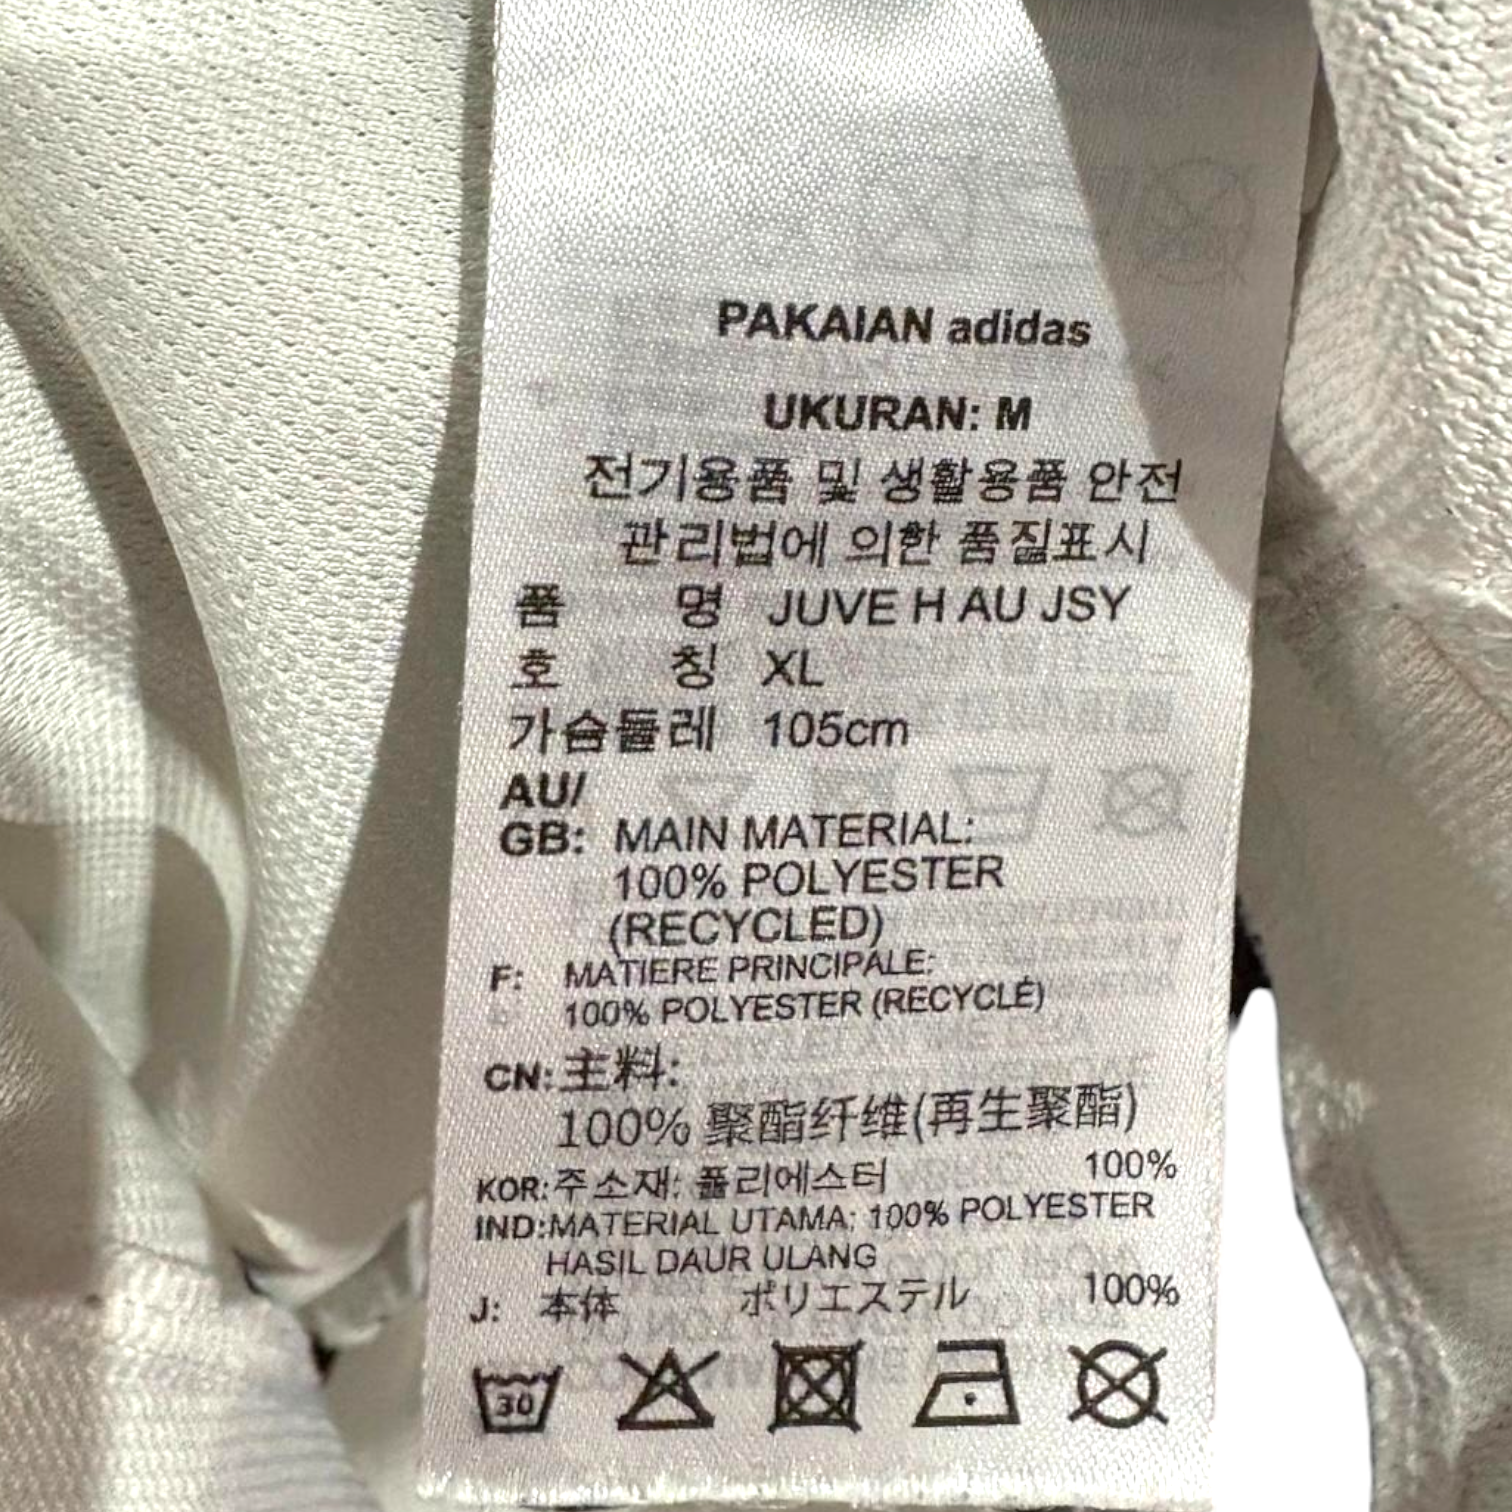 PAKAIAN adidas
UKURAN: M
전기용품 및 생활용품 안전
관리법에 의한 품질표시
품 명 JUVE H AU JSY
호 칭 XL
가슴둘레 105cm
AU/
GB: MAIN MATERIAL:
100% POLYESTER
(RECYCLED)
F: MATIERE PRINCIPALE:
100% POLYESTER (RECYCLÉ)
CN: 主料:
100% 聚酯纤维(再生聚酯)
KOR: 주소재: 폴리에스터 100%
IND: MATERIAL UTAMA: 100% POLYESTER
HASIL DAUR ULANG
J: 本体 ポリエステル 100%
30